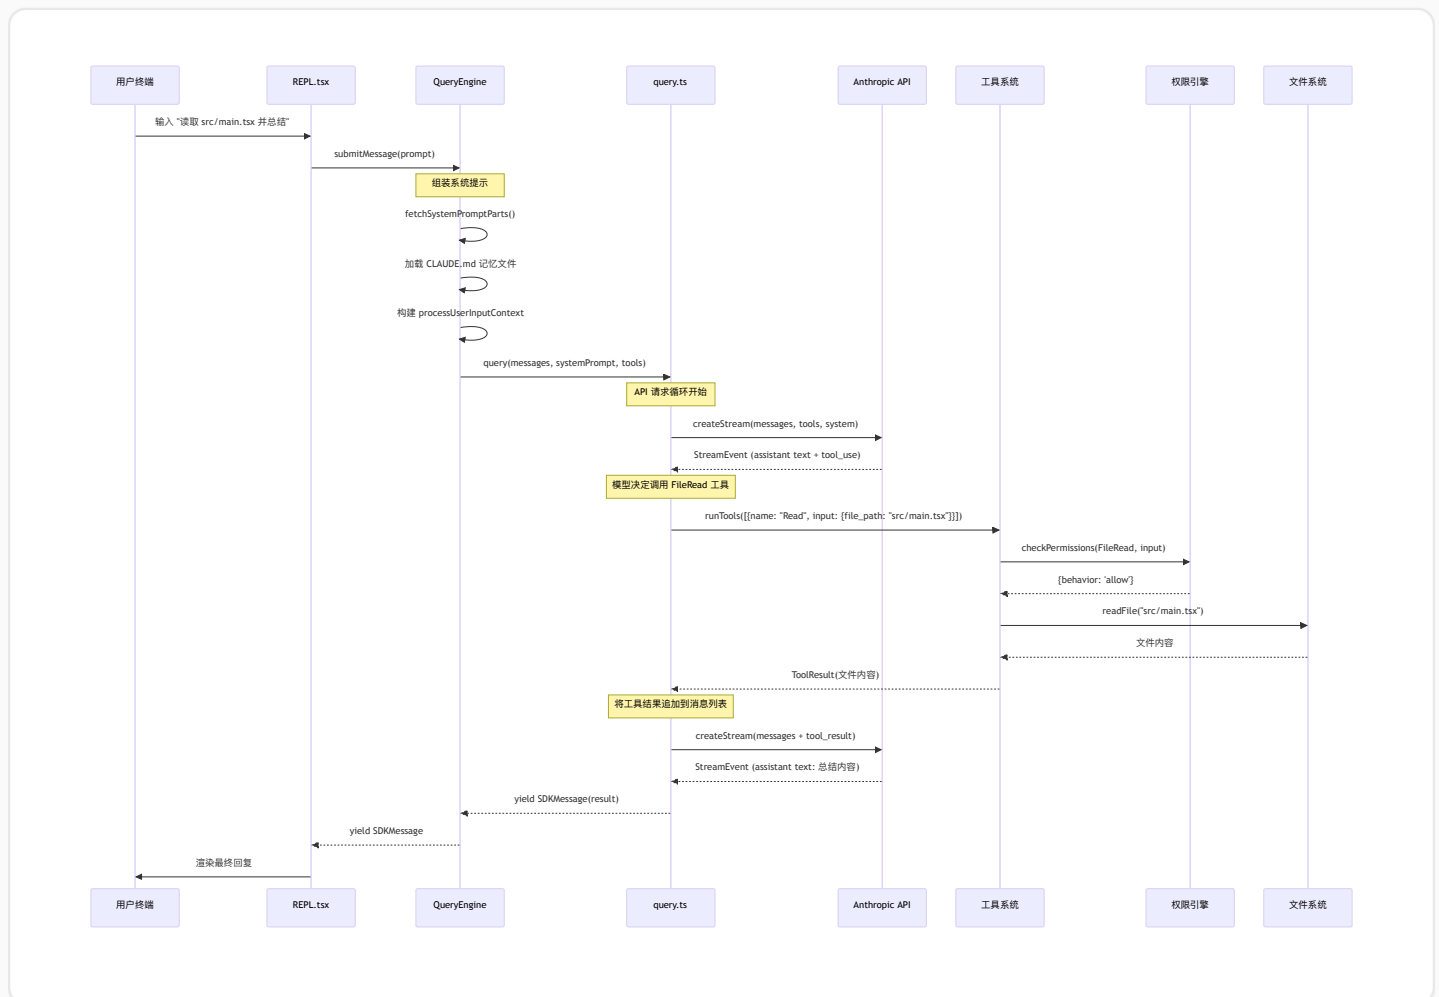 用户终端
REPL.tsx
QueryEngine
query.ts
Anthropic API
工具系统
权限引擎
文件系统
输入 "读取 src/main.tsx 并总结"
submitMessage(prompt)
组装系统提示
fetchSystemPromptParts()
加载 CLAUDE.md 记忆文件
构建 processUserInputContext
query(messages, systemPrompt, tools)
API 请求循环开始
createStream(messages, tools, system)
StreamEvent (assistant text + tool_use)
模型决定调用 FileRead 工具
runTools([{name: "Read", input: {file_path: "src/main.tsx"}}])
checkPermissions(FileRead, input)
{behavior: 'allow'}
readFile("src/main.tsx")
文件内容
ToolResult(文件内容)
将工具结果追加到消息列表
createStream(messages + tool_result)
StreamEvent (assistant text: 总结内容)
yield SDKMessage(result)
yield SDKMessage
渲染最终回复
用户终端
REPL.tsx
QueryEngine
query.ts
Anthropic API
工具系统
权限引擎
文件系统